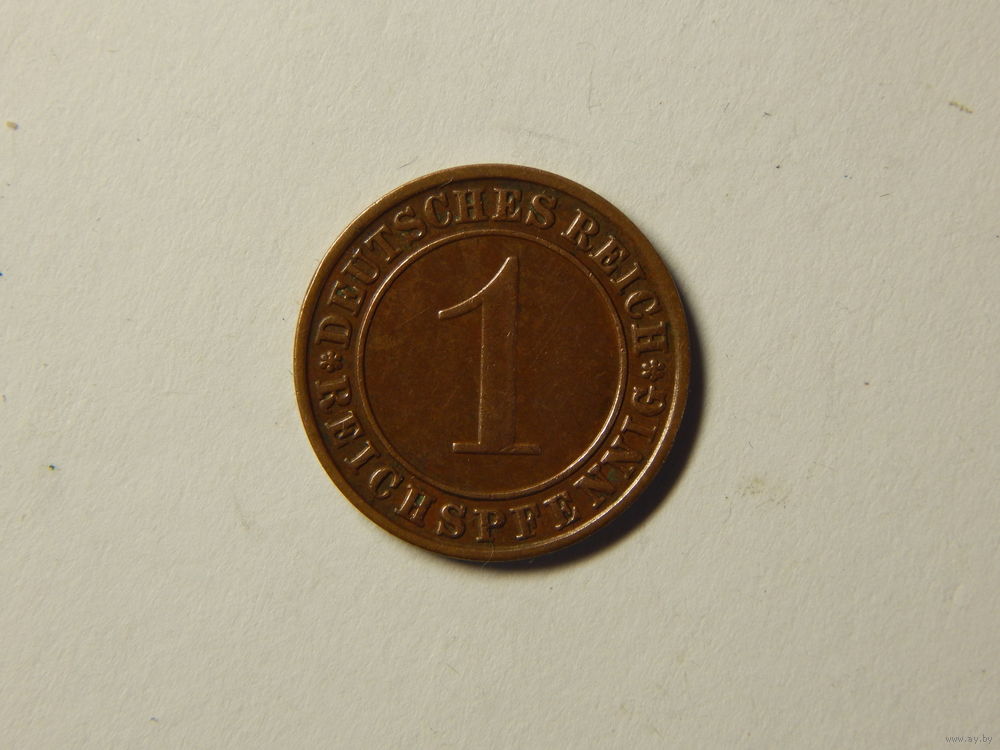 DEUTSCHES REICH
1
REICHSPFENNIG
www.ay.by